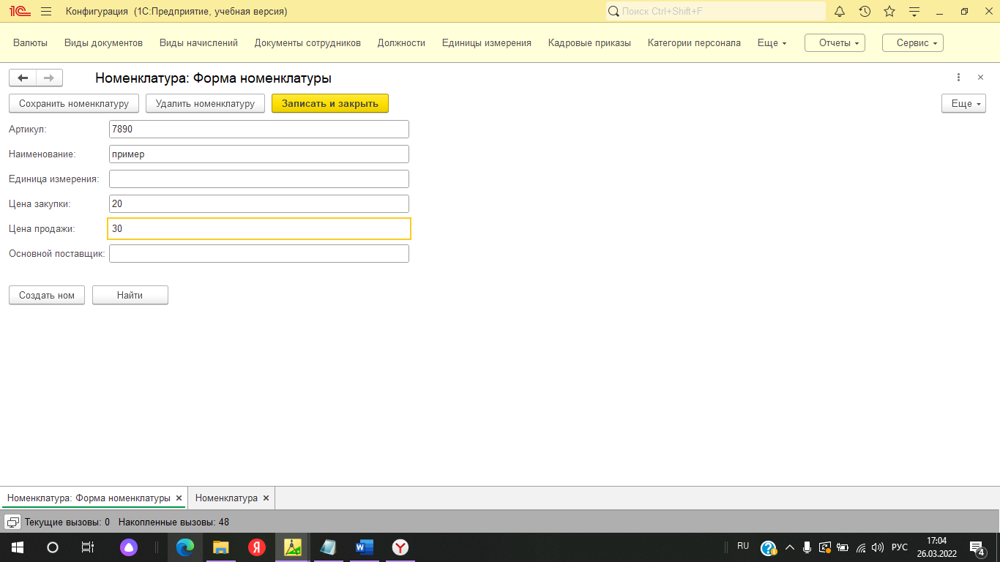 1С Конфигурация (1С:Предприятие, учебная версия) Поиск Ctrl+Shift+F
Валюты Виды документов Виды начислений Документы сотрудников Должности Единицы измерения Кадровые приказы Категории персонала Еще Отчеты Сервис
Номенклатура: Форма номенклатуры
Сохранить номенклатуру Удалить номенклатуру Записать и закрыть Еще
Артикул: 7890
Наименование: пример
Единица измерения:
Цена закупки: 20
Цена продажи: 30
Основной поставщик:
Создать ном Найти
Номенклатура: Форма номенклатуры Номенклатура
Текущие вызовы: 0 Накопленные вызовы: 48
Я W Y RU РУС 17:04
26.03.2022 4